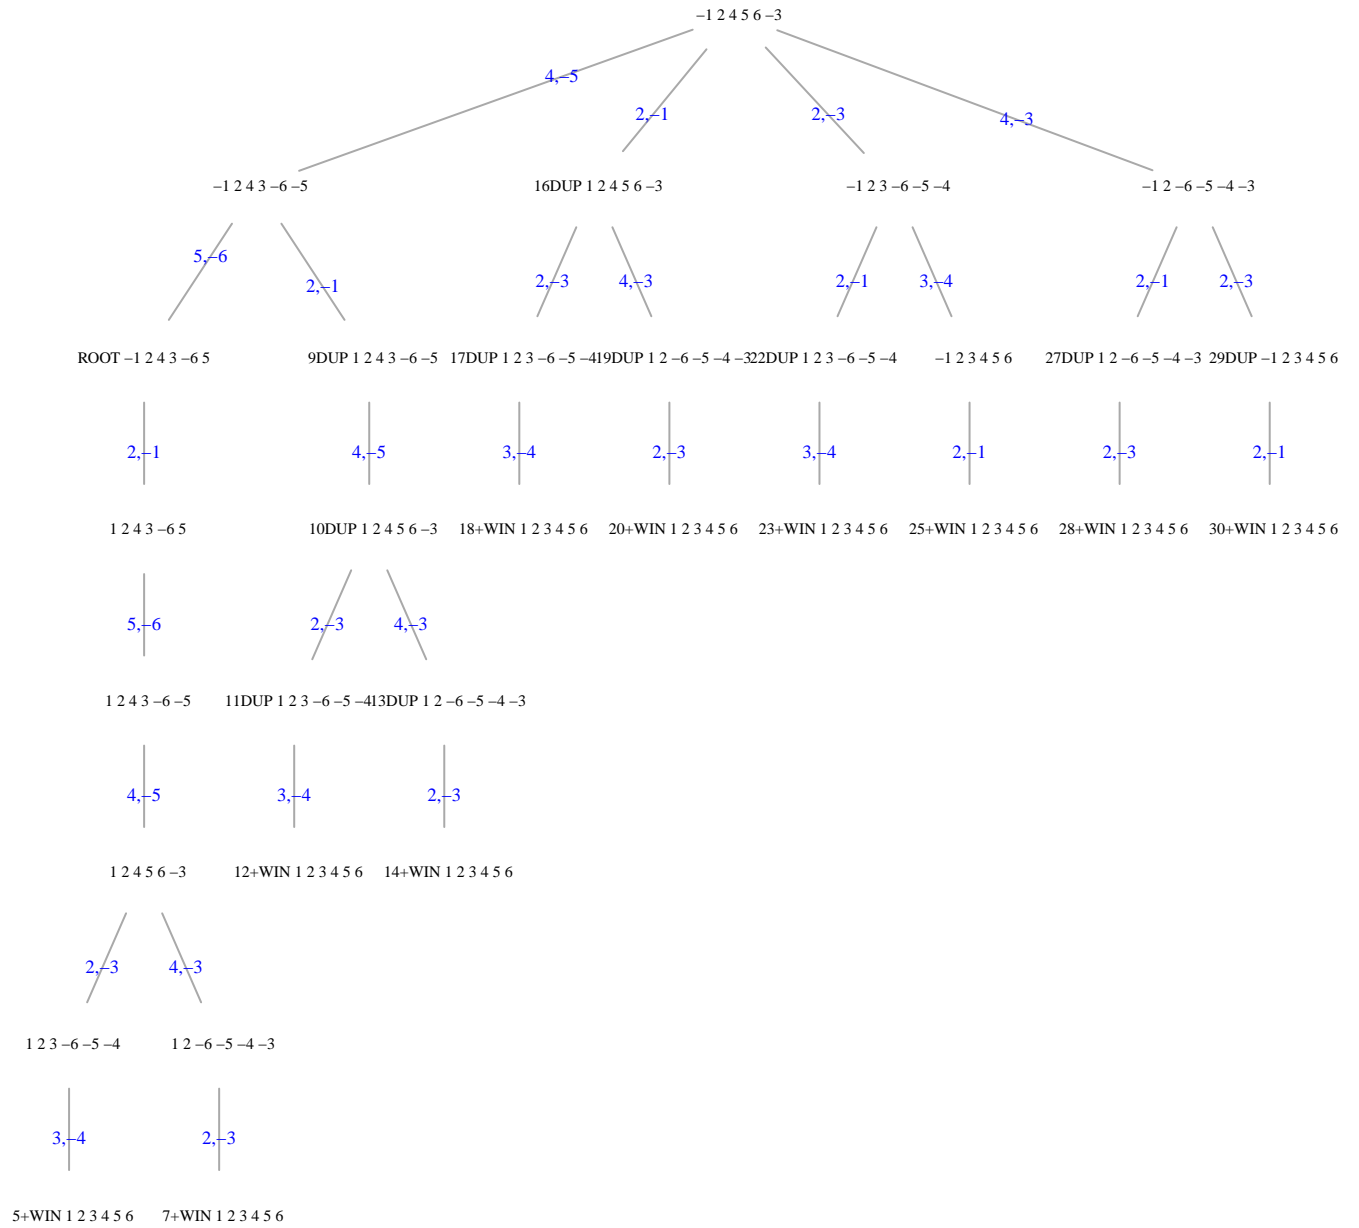 –1 2 4 5 6 –3
4,–5
2,–1
2,–3
4,–3
–1 2 4 3 –6 –5
16DUP 1 2 4 5 6 –3
–1 2 3 –6 –5 –4
–1 2 –6 –5 –4 –3
5,–6
2,–1
2,–3
4,–3
2,–1
3,–4
2,–1
2,–3
ROOT –1 2 4 3 –6 5
9DUP 1 2 4 3 –6 –5
17DUP 1 2 3 –6 –5 –4
19DUP 1 2 –6 –5 –4 –3
22DUP 1 2 3 –6 –5 –4
–1 2 3 4 5 6
27DUP 1 2 –6 –5 –4 –3
29DUP –1 2 3 4 5 6
2,–1
4,–5
3,–4
2,–3
3,–4
2,–1
2,–3
2,–1
1 2 4 3 –6 5
10DUP 1 2 4 5 6 –3
18+WIN 1 2 3 4 5 6
20+WIN 1 2 3 4 5 6
23+WIN 1 2 3 4 5 6
25+WIN 1 2 3 4 5 6
28+WIN 1 2 3 4 5 6
30+WIN 1 2 3 4 5 6
5,–6
2,–3
4,–3
1 2 4 3 –6 –5
11DUP 1 2 3 –6 –5 –4
13DUP 1 2 –6 –5 –4 –3
4,–5
3,–4
2,–3
1 2 4 5 6 –3
12+WIN 1 2 3 4 5 6
14+WIN 1 2 3 4 5 6
2,–3
4,–3
1 2 3 –6 –5 –4
1 2 –6 –5 –4 –3
3,–4
2,–3
5+WIN 1 2 3 4 5 6
7+WIN 1 2 3 4 5 6